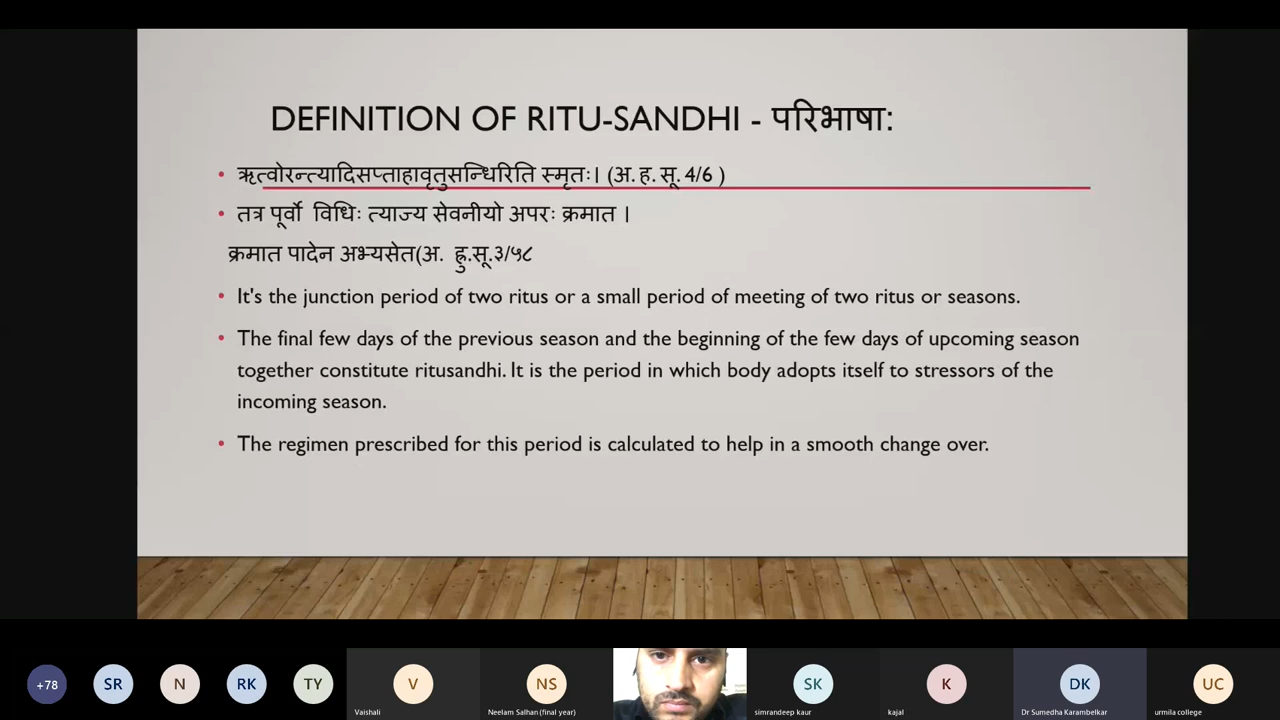 DEFINITION OF RITU-SANDHI - परिभाषा:
• ऋत्वोरन्त्यादिसप्ताहावृतुसन्धिरिति स्मृतः। (अ. ह. सू. 4/6 )
• तत्र पूर्वो विधिः त्याज्य सेवनीयो अपरः क्रमात ।
क्रमात पादेन अभ्यसेत(अ. ह्रु.सू.३/५८
• It's the junction period of two ritus or a small period of meeting of two ritus or seasons.
• The final few days of the previous season and the beginning of the few days of upcoming season
together constitute ritusandhi. It is the period in which body adopts itself to stressors of the
incoming season.
• The regimen prescribed for this period is calculated to help in a smooth change over.
+78 SR N RK TY V NS SK K DK UC
Vaishali Neelam Salhan (final year) simrandeep kaur kajal Dr Sumedha Karambelkar urmila college